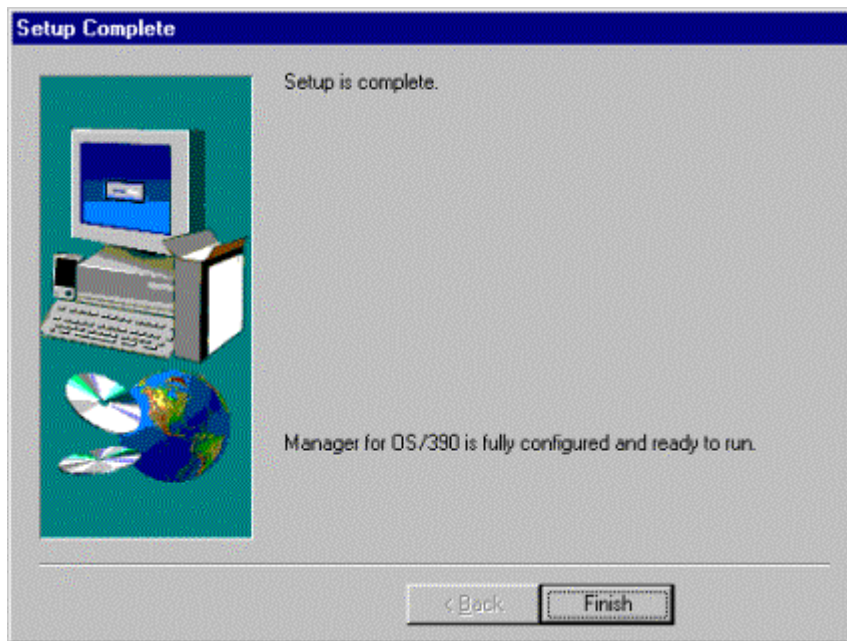 Setup Complete
Setup is complete.
Manager for OS/390 is fully configured and ready to run.
< Back
Finish